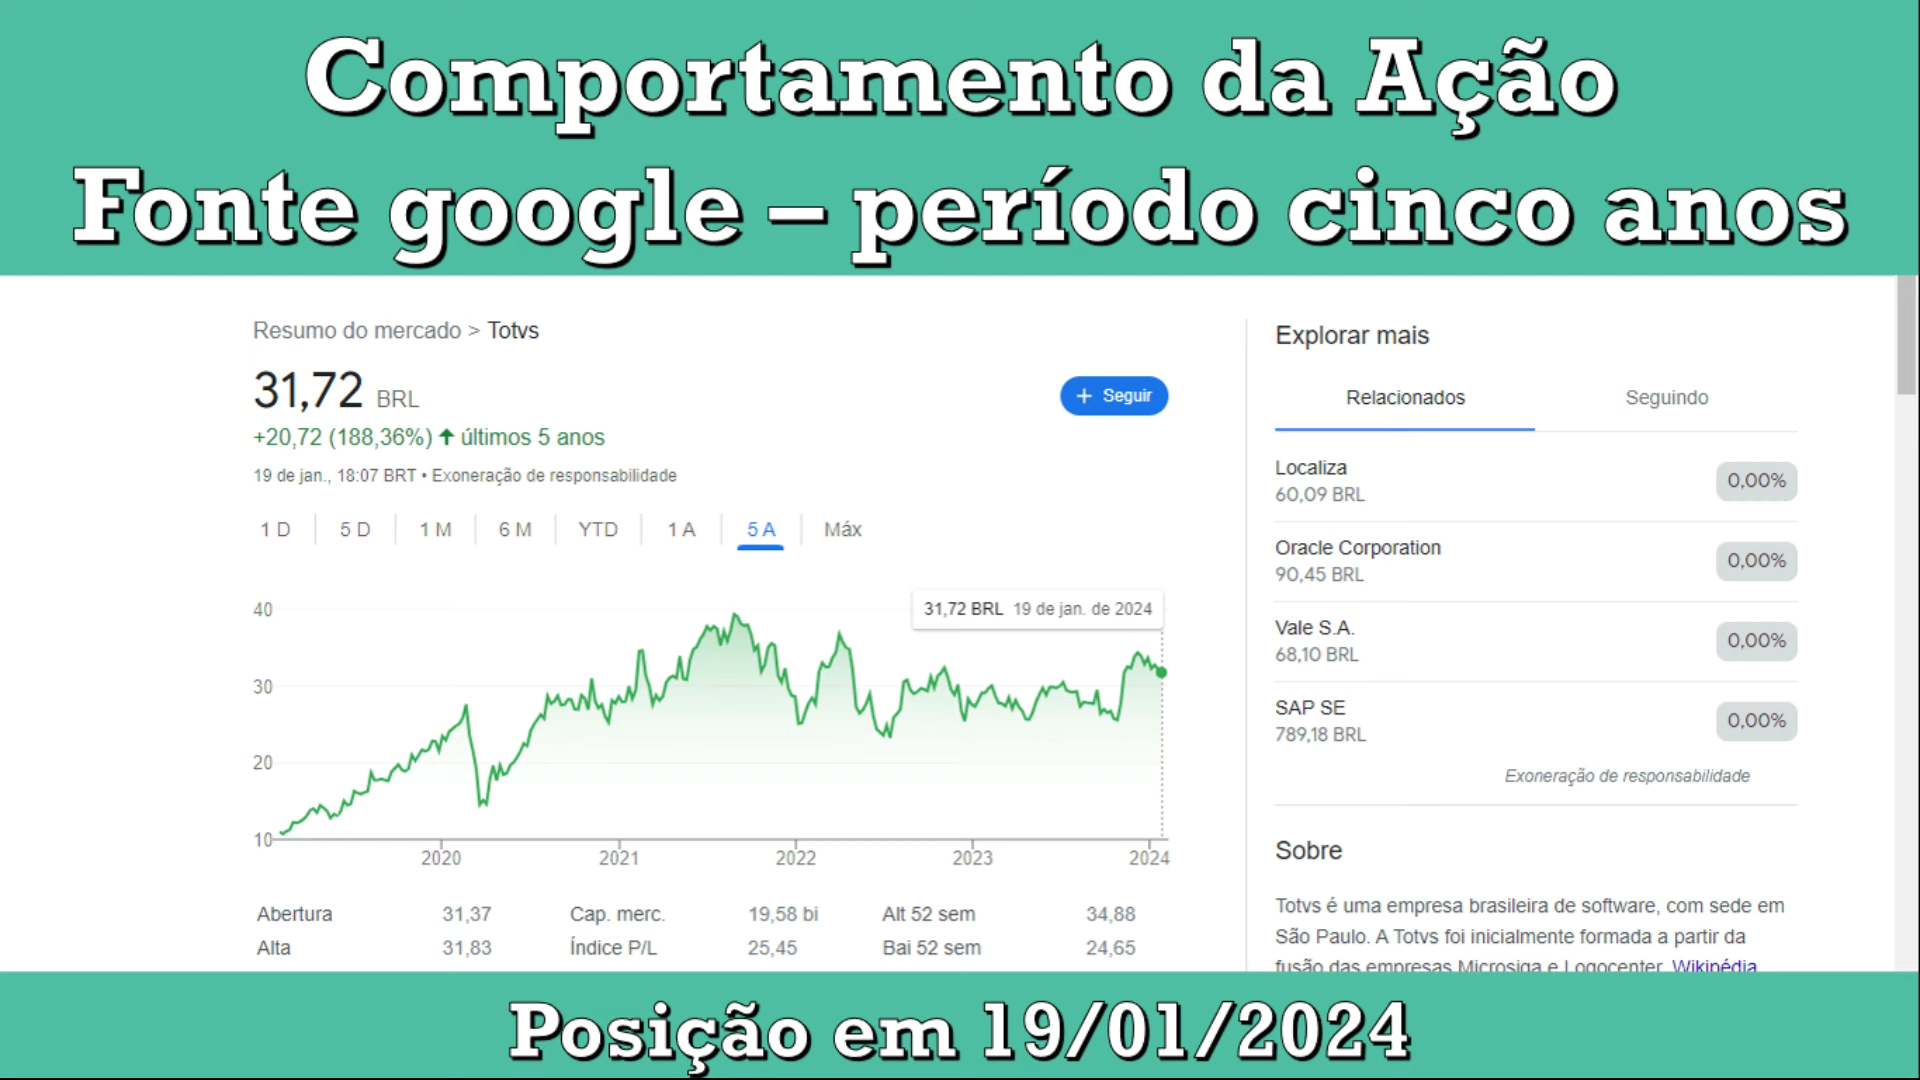 Comportamento da Ação
Fonte google – período cinco anos
Resumo do mercado > Totvs
31,72 BRL
+ Seguir
+20,72 (188,36%) ↑ últimos 5 anos
19 de jan., 18:07 BRT • Exoneração de responsabilidade
1 D 5 D 1 M 6 M YTD 1 A 5 A Máx
31,72 BRL 19 de jan. de 2024
40
30
20
10
2020 2021 2022 2023 2024
Abertura 31,37 Cap. merc. 19,58 bi Alt 52 sem 34,88
Alta 31,83 Índice P/L 25,45 Bai 52 sem 24,65
Explorar mais
Relacionados Seguindo
Localiza
60,09 BRL 0,00%
Oracle Corporation
90,45 BRL 0,00%
Vale S.A.
68,10 BRL 0,00%
SAP SE
789,18 BRL 0,00%
Exoneração de responsabilidade
Sobre
Totvs é uma empresa brasileira de software, com sede em
São Paulo. A Totvs foi inicialmente formada a partir da
fusão das empresas Microsiga e Logocenter. Wikipédia
Posição em 19/01/2024